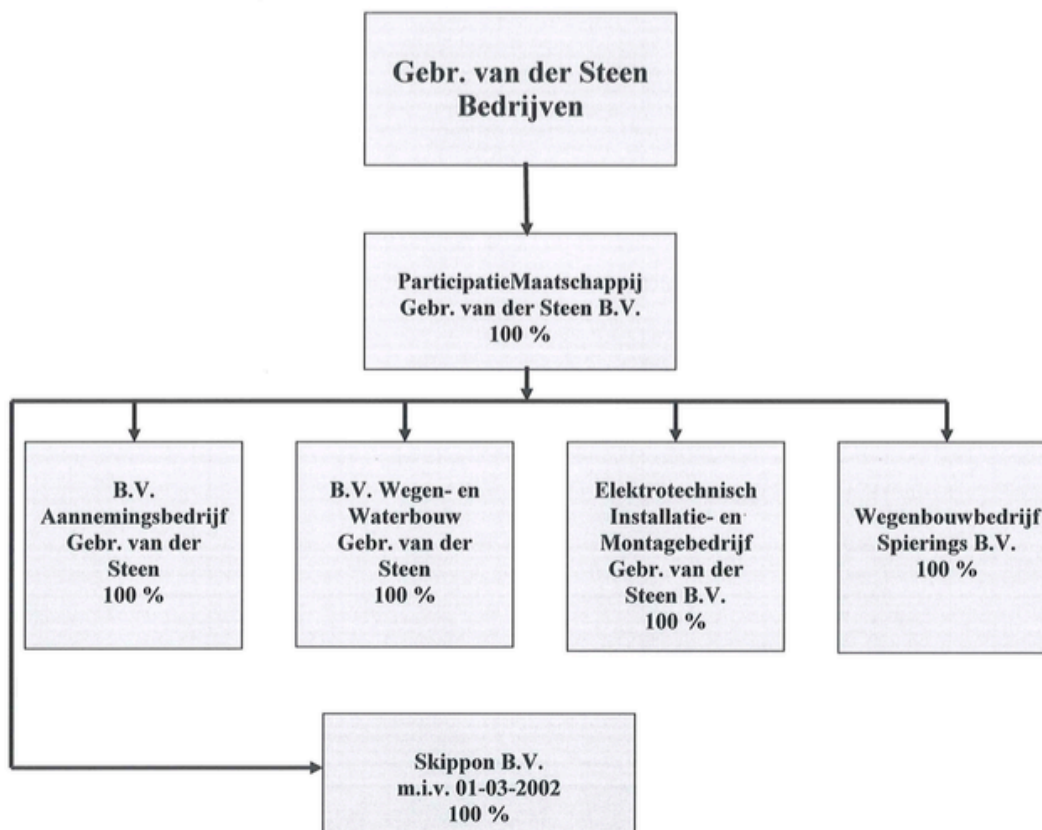 Gebr. van der Steen
Bedrijven
ParticipatieMaatschappij
Gebr. van der Steen B.V.
100 %
B.V.
Aannemingsbedrijf
Gebr. van der
Steen
100 %
B.V. Wegen- en
Waterbouw
Gebr. van der
Steen
100 %
Elektrotechnisch
Installatie- en
Montagebedrijf
Gebr. van der
Steen B.V.
100 %
Wegenbouwbedrijf
Spierings B.V.
100 %
Skippon B.V.
m.i.v. 01-03-2002
100 %